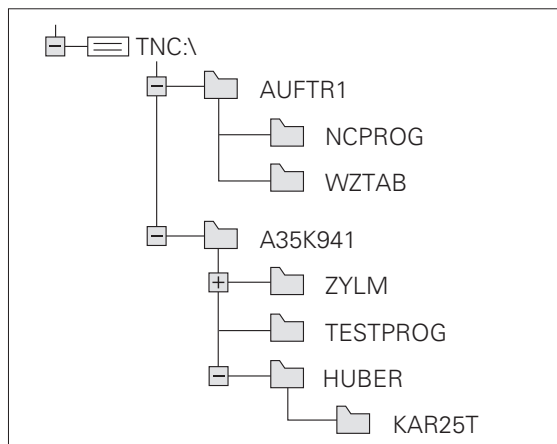 TNC:\
AUFTR1
NCPROG
WZTAB
A35K941
ZYLM
TESTPROG
HUBER
KAR25T